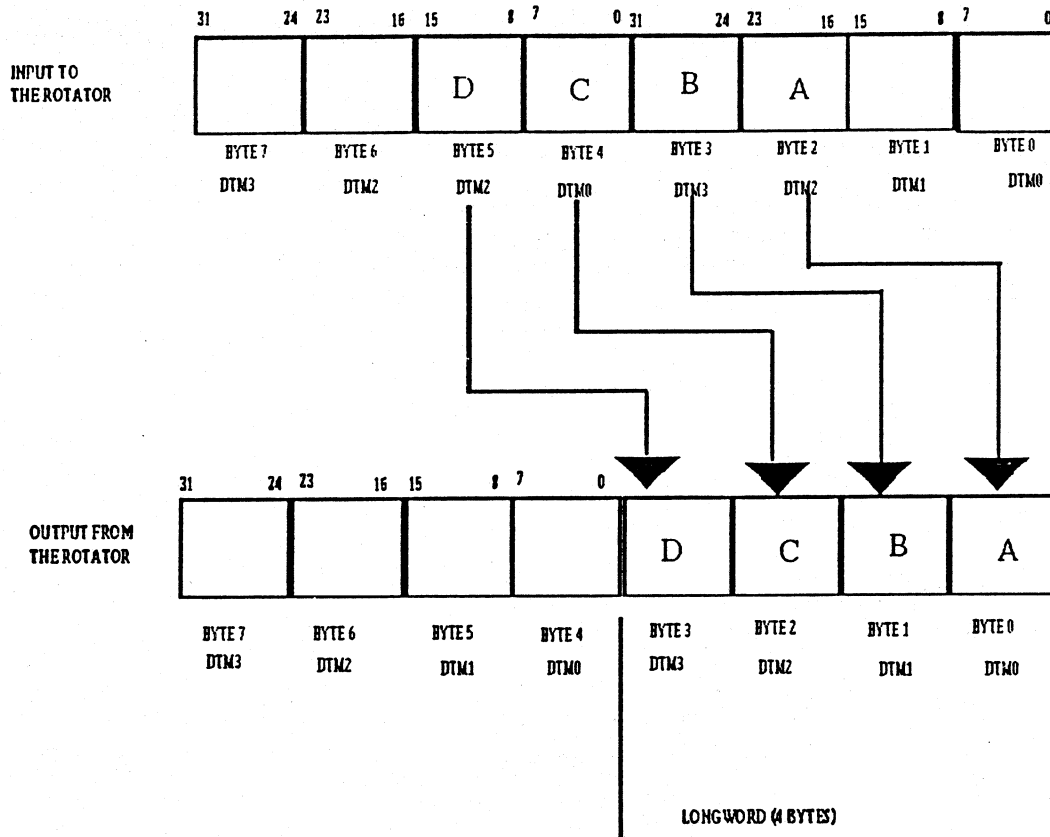 31 24 23 16 15 8 7 0 31 24 23 16 15 8 7 0
INPUT TO
THE ROTATOR
D C B A
BYTE 7 BYTE 6 BYTE 5 BYTE 4 BYTE 3 BYTE 2 BYTE 1 BYTE 0
DTM3 DTM2 DTM2 DTM0 DTM3 DTM2 DTM1 DTM0
31 24 23 16 15 8 7 0
OUTPUT FROM
THE ROTATOR
D C B A
BYTE 7 BYTE 6 BYTE 5 BYTE 4 BYTE 3 BYTE 2 BYTE 1 BYTE 0
DTM3 DTM2 DTM1 DTM0 DTM3 DTM2 DTM1 DTM0
LONGWORD (4 BYTES)